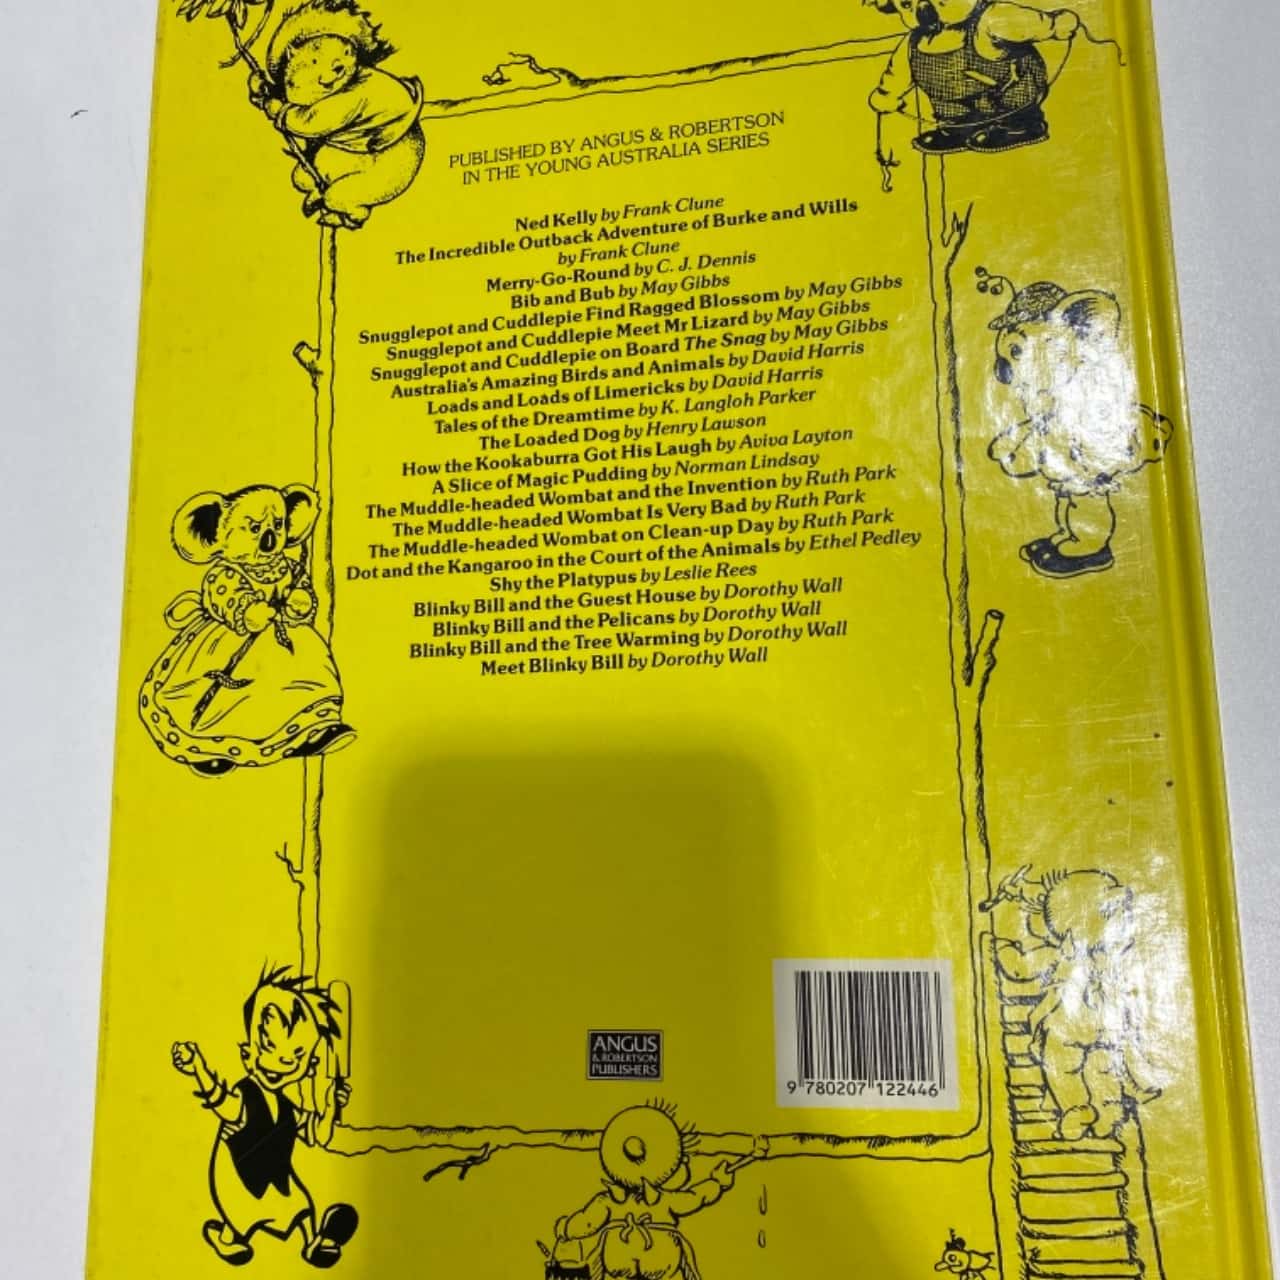 PUBLISHED BY ANGUS & ROBERTSON
IN THE YOUNG AUSTRALIA SERIES
Ned Kelly by Frank Clune
The Incredible Outback Adventure of Burke and Wills
by Frank Clune
Merry-Go-Round by C. J. Dennis
Bib and Bub by May Gibbs
Snugglepot and Cuddlepie Find Ragged Blossom by May Gibbs
Snugglepot and Cuddlepie Meet Mr Lizard by May Gibbs
Snugglepot and Cuddlepie on Board The Snag by May Gibbs
Australia's Amazing Birds and Animals by David Harris
Loads and Loads of Limericks by David Harris
Tales of the Dreamtime by K. Langloh Parker
The Loaded Dog by Henry Lawson
How the Kookaburra Got His Laugh by Aviva Layton
A Slice of Magic Pudding by Norman Lindsay
The Muddle-headed Wombat and the Invention by Ruth Park
The Muddle-headed Wombat Is Very Bad by Ruth Park
The Muddle-headed Wombat on Clean-up Day by Ruth Park
Dot and the Kangaroo in the Court of the Animals by Ethel Pedley
Shy the Platypus by Leslie Rees
Blinky Bill and the Guest House by Dorothy Wall
Blinky Bill and the Pelicans by Dorothy Wall
Blinky Bill and the Tree Warming by Dorothy Wall
Meet Blinky Bill by Dorothy Wall
ANGUS
& ROBERTSON
PUBLISHERS
9 780207 122446